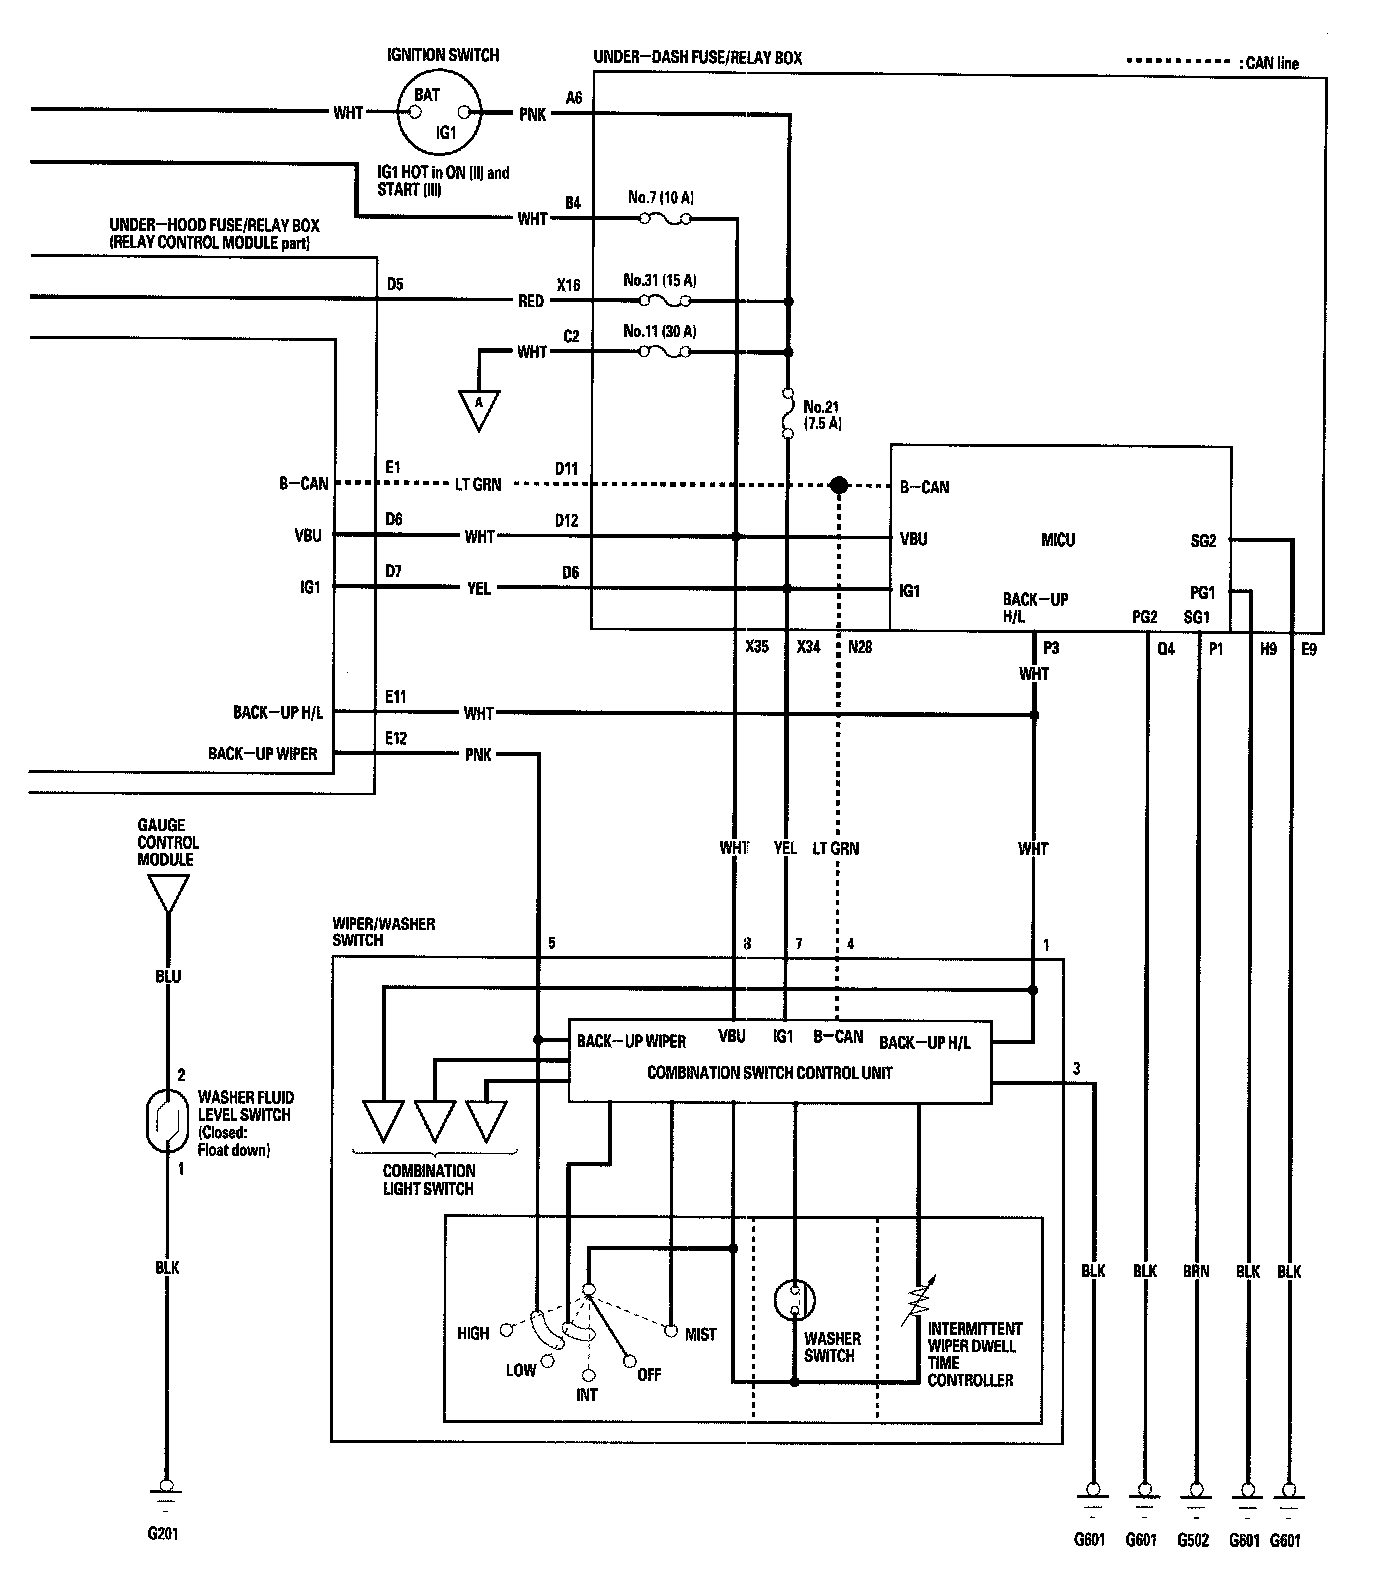 IGNITION SWITCH
UNDER-DASH FUSE/RELAY BOX
: CAN line
BAT
WHT
IG1
PNK
A6
IG1 HOT in ON (II) and
START (III)
No.7 (10 A)
B4
WHT
UNDER-HOOD FUSE/RELAY BOX
(RELAY CONTROL MODULE part)
D5
X16
RED
No.31 (15 A)
C2
WHT
No.11 (30 A)
A
No.21
(7.5 A)
B-CAN
E1
LT GRN
D11
B-CAN
VBU
D6
WHT
D12
VBU
MICU
SG2
IG1
D7
YEL
D6
IG1
PG1
BACK-UP
H/L
PG2
SG1
X35
X34
N28
P3
Q4
P1
H9
E9
WHT
BACK-UP H/L
E11
WHT
BACK-UP WIPER
E12
PNK
GAUGE
CONTROL
MODULE
WHT
YEL
LT GRN
WHT
WIPER/WASHER
SWITCH
5
8
7
4
1
BLU
BACK-UP WIPER
VBU
IG1
B-CAN
BACK-UP H/L
COMBINATION SWITCH CONTROL UNIT
3
2
WASHER FLUID
LEVEL SWITCH
(Closed:
Float down)
1
COMBINATION
LIGHT SWITCH
BLK
BLK
BLK
BRN
BLK
BLK
HIGH
LOW
INT
OFF
MIST
WASHER
SWITCH
INTERMITTENT
WIPER DWELL
TIME
CONTROLLER
G201
G601
G601
G502
G601
G601